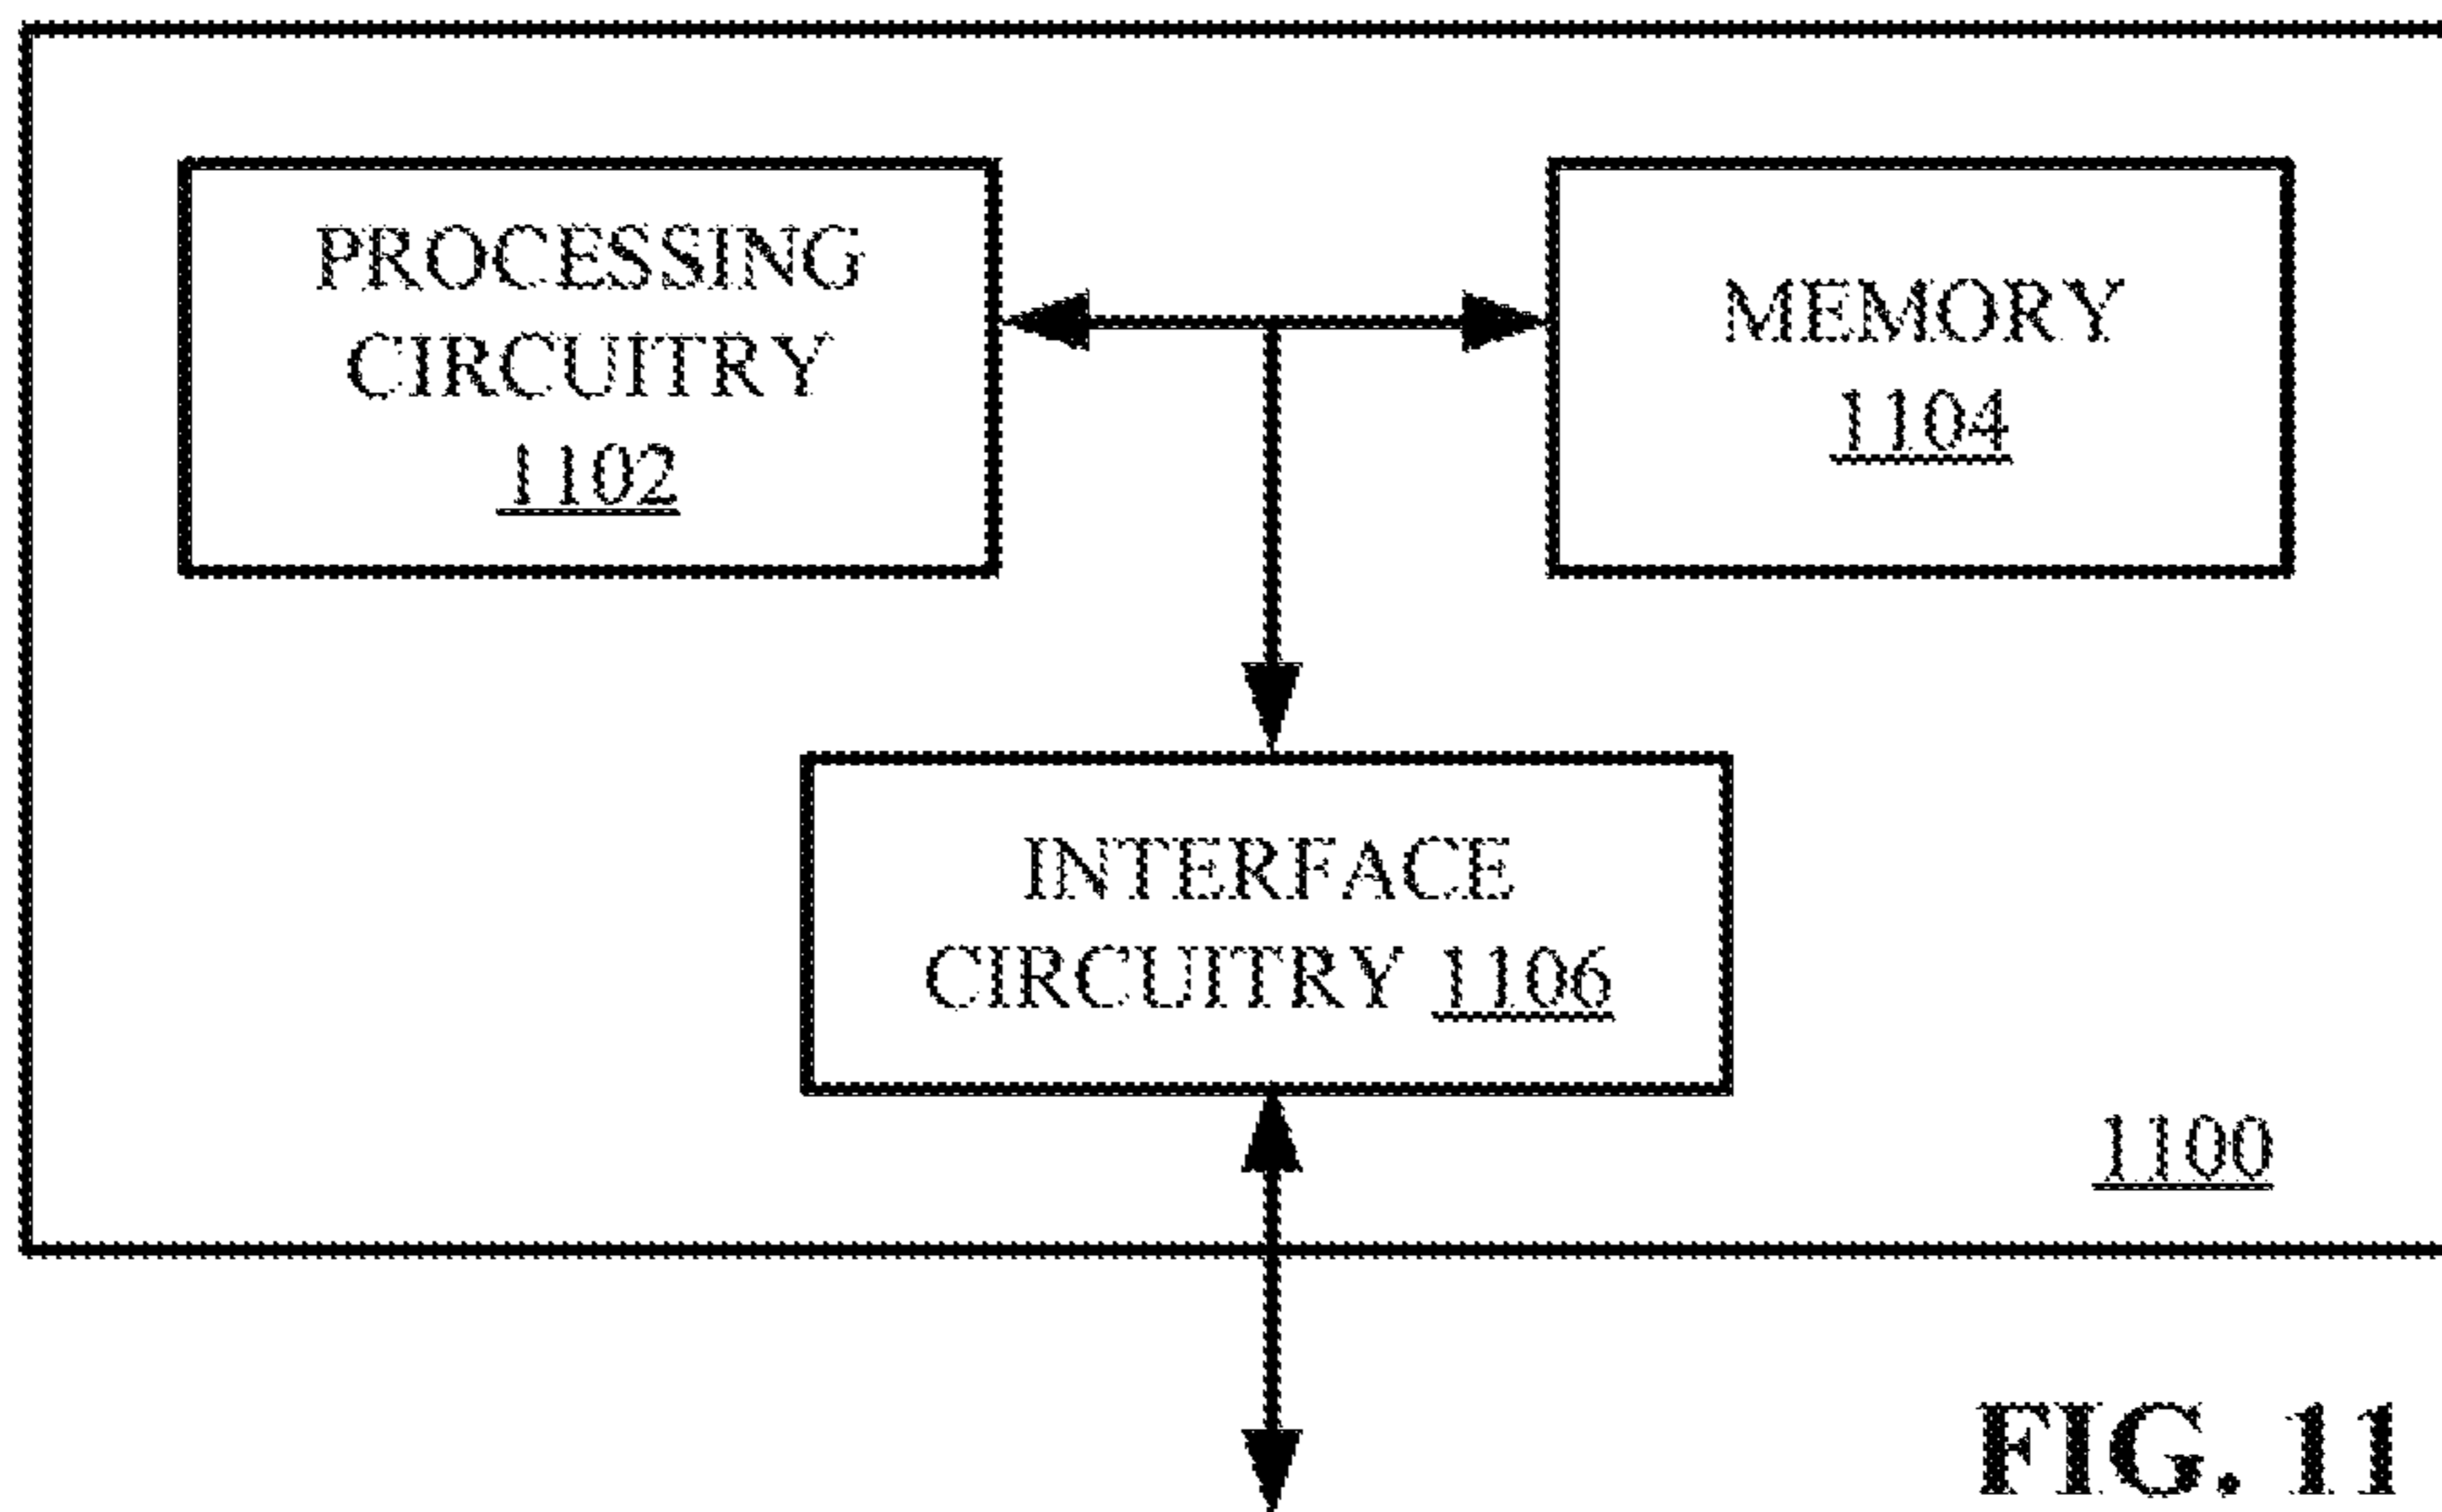 PROCESSING
CIRCUITRY
1102
MEMORY
1104
INTERFACE
CIRCUITRY 1106
1100
FIG. 11